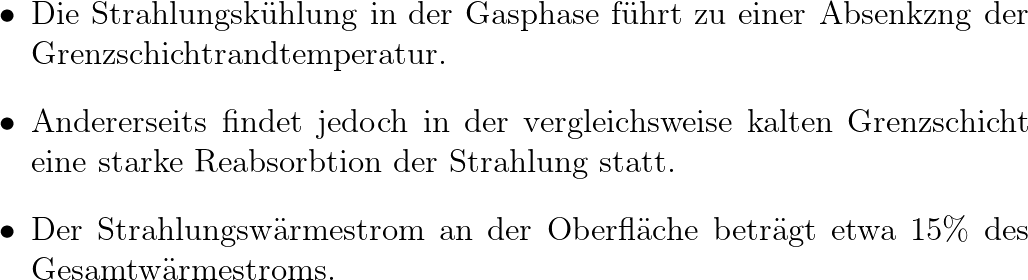 • Die Strahlungskühlung in der Gasphase führt zu einer Absenkzng der
Grenzschichtrandtemperatur.
• Andererseits findet jedoch in der vergleichsweise kalten Grenzschicht
eine starke Reabsorbtion der Strahlung statt.
• Der Strahlungswärmestrom an der Oberfläche beträgt etwa 15% des
Gesamtwärmestroms.